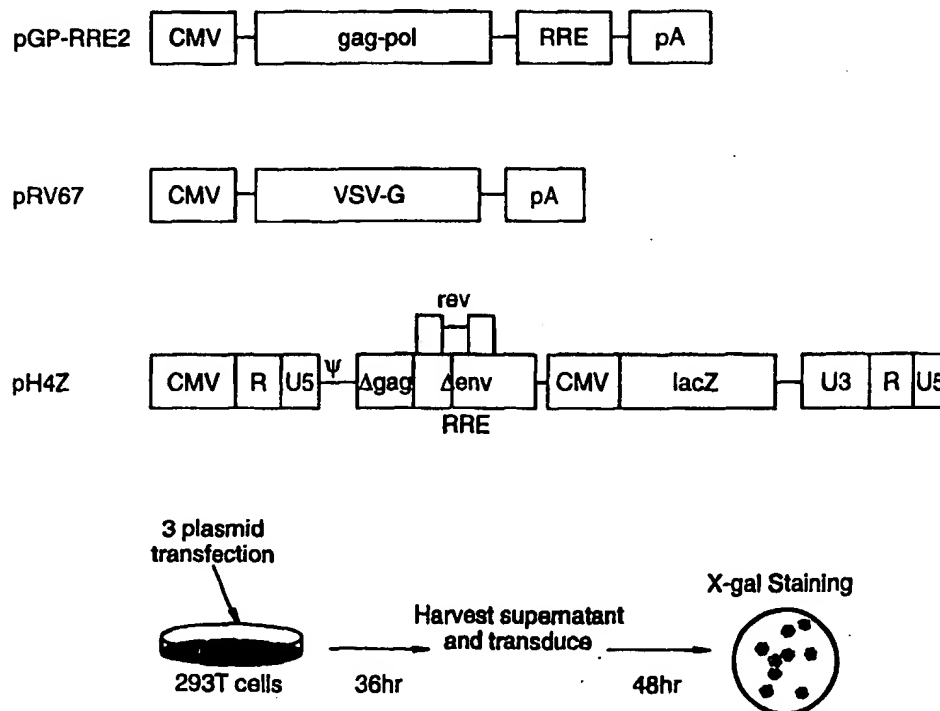 pGP-RRE2 CMV gag-pol RRE pA
pRV67 CMV VSV-G pA
rev
pH4Z CMV R U5 Ψ Δgag Δenv CMV lacZ U3 R U5
RRE
3 plasmid
transfection
X-gal Staining
Harvest supernatant
and transduce
293T cells 36hr 48hr